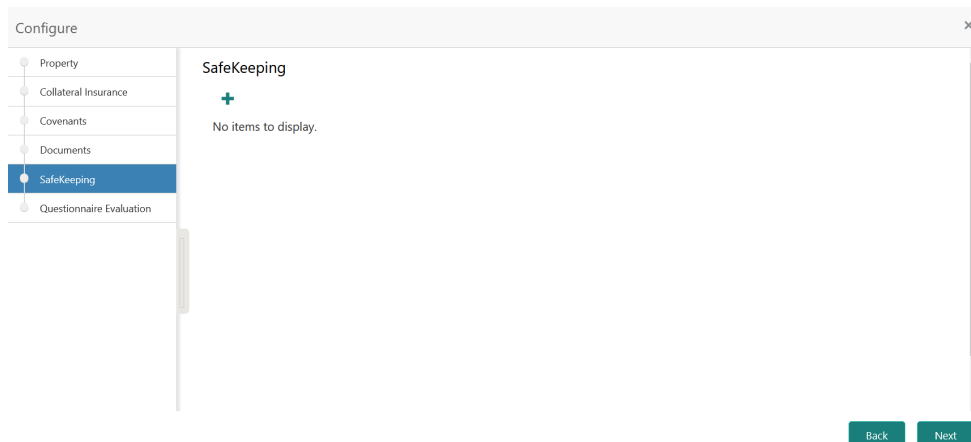 Configure
Property
Collateral Insurance
Covenants
Documents
SafeKeeping
Questionnaire Evaluation
SafeKeeping
No items to display.
Back
Next